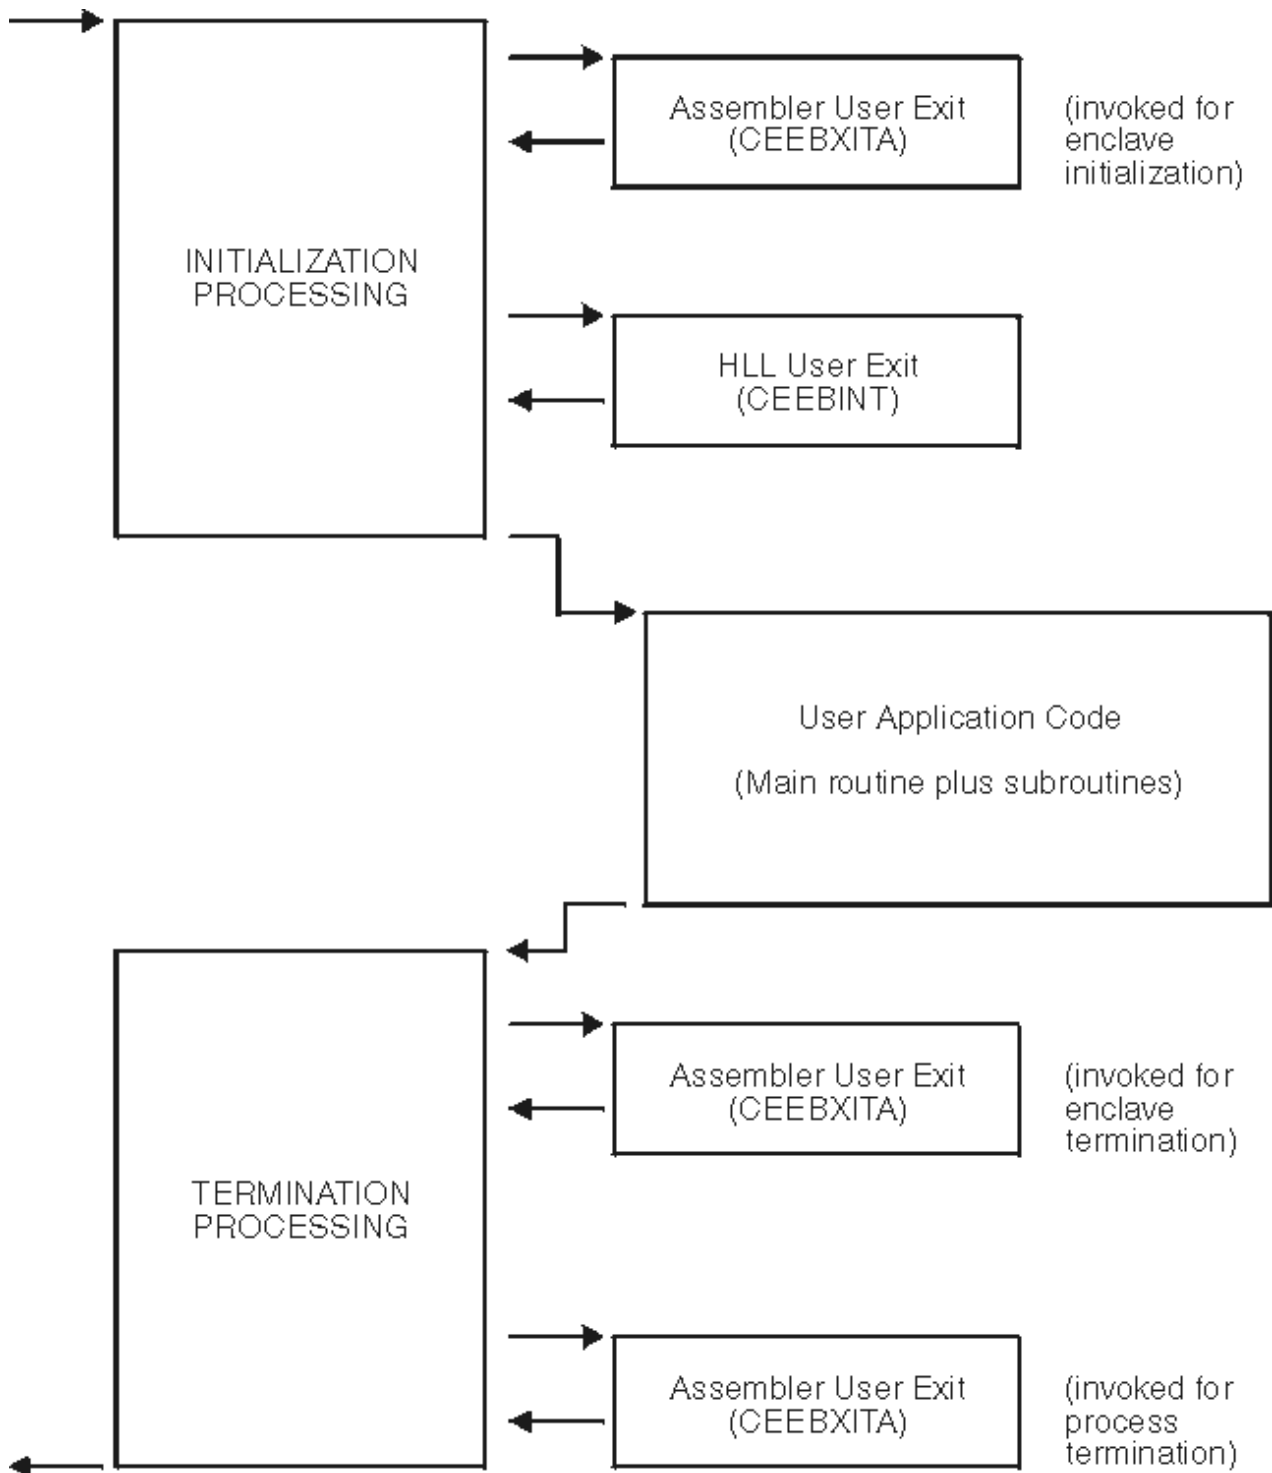 Assembler User Exit
(CEEBXITA)
(invoked for
enclave
initialization)
INITIALIZATION
PROCESSING
HLL User Exit
(CEEBINT)
User Application Code
(Main routine plus subroutines)
Assembler User Exit
(CEEBXITA)
(invoked for
enclave
termination)
TERMINATION
PROCESSING
Assembler User Exit
(CEEBXITA)
(invoked for
process
termination)